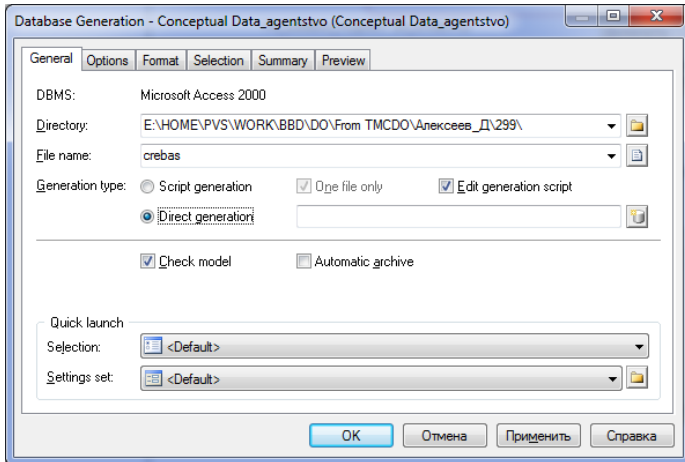 Database Generation - Conceptual Data_agentstvo (Conceptual Data_agentstvo)
General Options Format Selection Summary Preview
DBMS: Microsoft Access 2000
Directory: E:\HOME\PVS\WORK\BBD\DO\From TMCDO\Алексеев_Д\299\
File name: crebas
Generation type: Script generation One file only Edit generation script
Direct generation
Check model Automatic archive
Quick launch
Selection: <Default>
Settings set: <Default>
OK Отмена Применить Справка